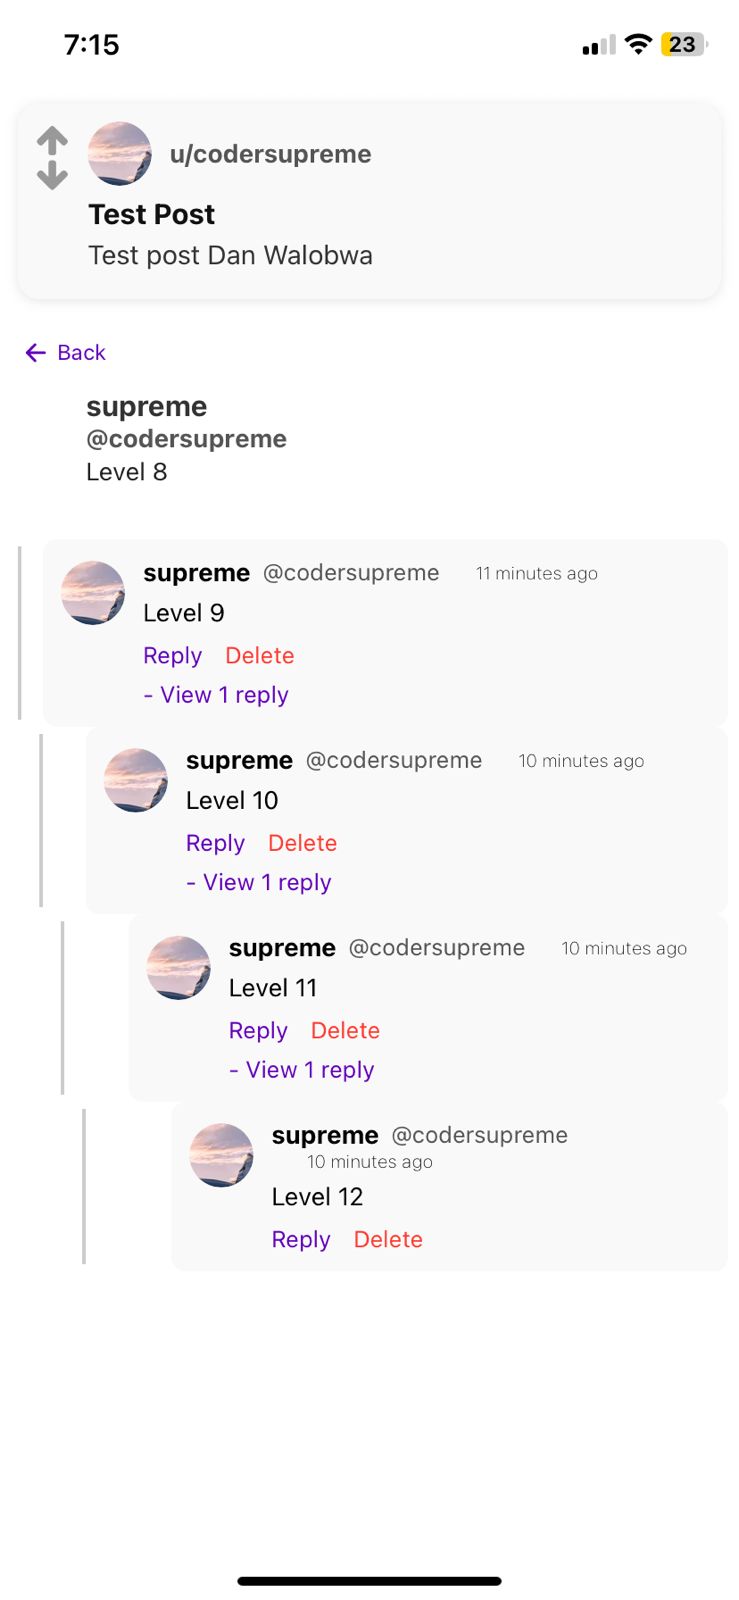 7:15
23
u/codersupreme
Test Post
Test post Dan Walobwa
Back
supreme
@codersupreme
Level 8
supreme @codersupreme 11 minutes ago
Level 9
Reply Delete
- View 1 reply
supreme @codersupreme 10 minutes ago
Level 10
Reply Delete
- View 1 reply
supreme @codersupreme 10 minutes ago
Level 11
Reply Delete
- View 1 reply
supreme @codersupreme
10 minutes ago
Level 12
Reply Delete